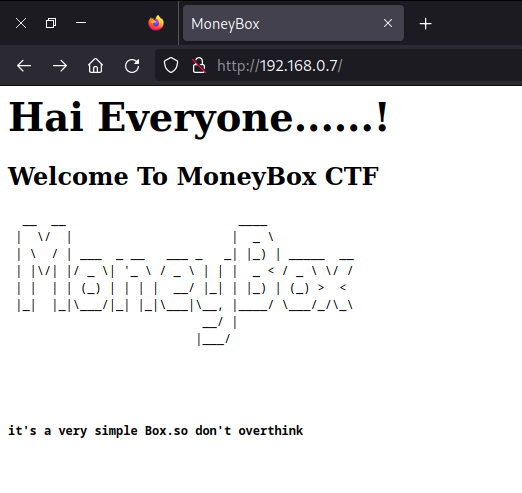 MoneyBox
http://192.168.0.7/
Hai Everyone......!
Welcome To MoneyBox CTF
  __  __                        ____
 |  \/  |                      |  _ \
 | \  / | ___  _ __   ___ _   _| |_) | _____  __
 | |\/| |/ _ \| '_ \ / _ \ | | |  _ < / _ \ \/ /
 | |  | | (_) | | | |  __/ |_| | |_) | (_) >  <
 |_|  |_|\___/|_| |_|\___|\__, |____/ \___/_/\_\
                           __/ |
                          |___/
it's a very simple Box.so don't overthink